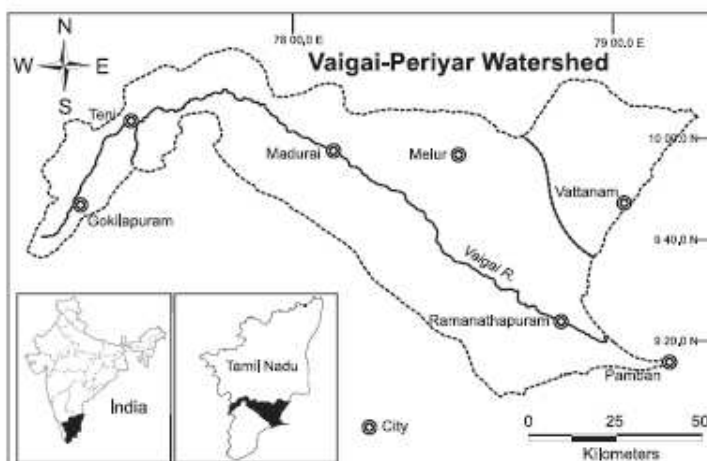 N
W E
S
78 00.0 E
79 00.0 E
Vaigai-Periyar Watershed
Teni
10 00.0 N
Madurai
Melur
Vattanam
Gokilapuram
9 40.0 N
Vaigai R.
Ramanathapuram
9 20.0 N
Pamban
Tamil Nadu
India
City
0 25 50
Kilometers